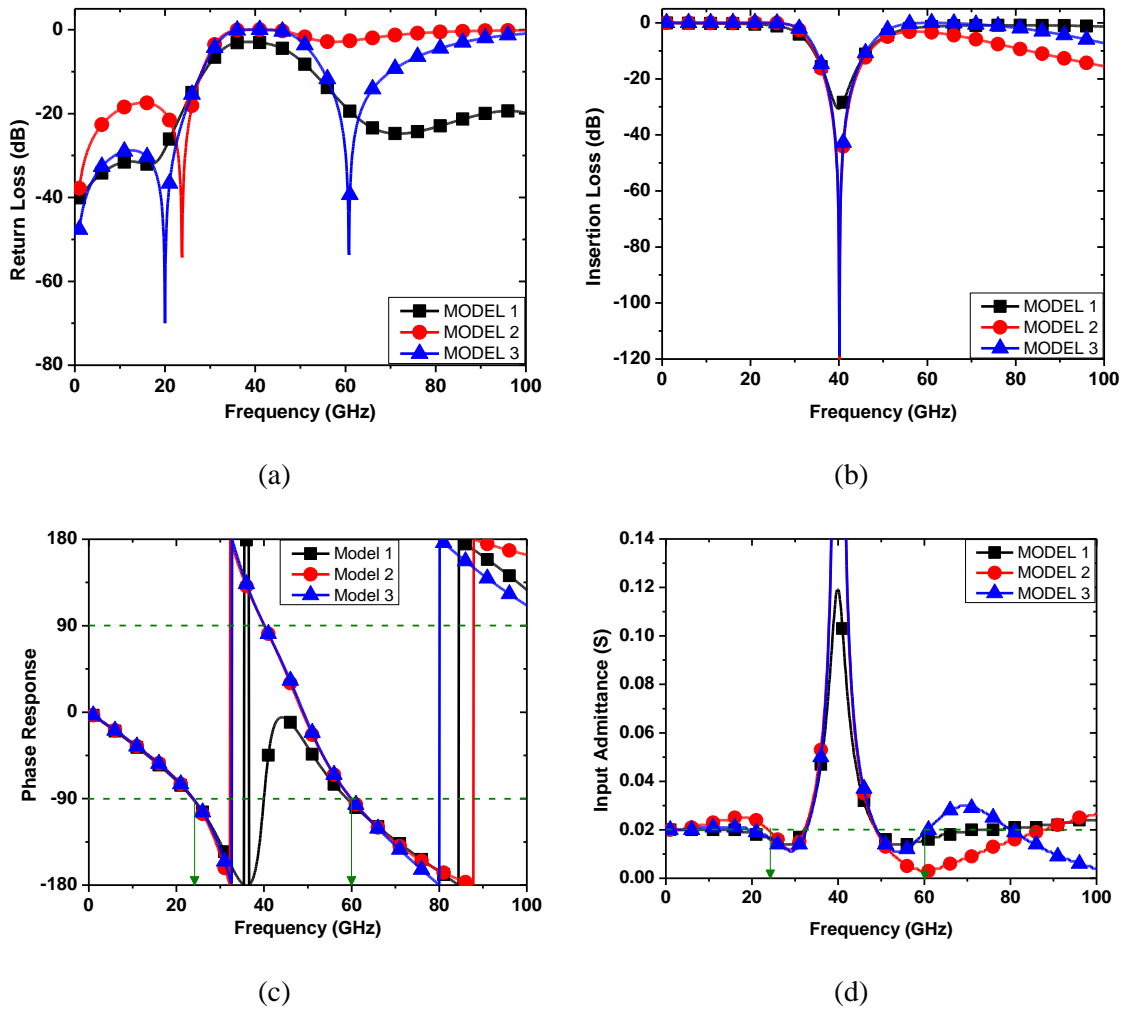 0
-20
-40
-60
-80
Return Loss (dB)
MODEL 1
MODEL 2
MODEL 3
0 20 40 60 80 100
Frequency (GHz)
(a)
0
-20
-40
-60
-80
-100
-120
Insertion Loss (dB)
MODEL 1
MODEL 2
MODEL 3
0 20 40 60 80 100
Frequency (GHz)
(b)
180
90
0
-90
-180
Phase Response
Model 1
Model 2
Model 3
0 20 40 60 80 100
Frequency (GHz)
(c)
0.14
0.12
0.10
0.08
0.06
0.04
0.02
0.00
Input Admittance (S)
MODEL 1
MODEL 2
MODEL 3
0 20 40 60 80 100
Frequency (GHz)
(d)